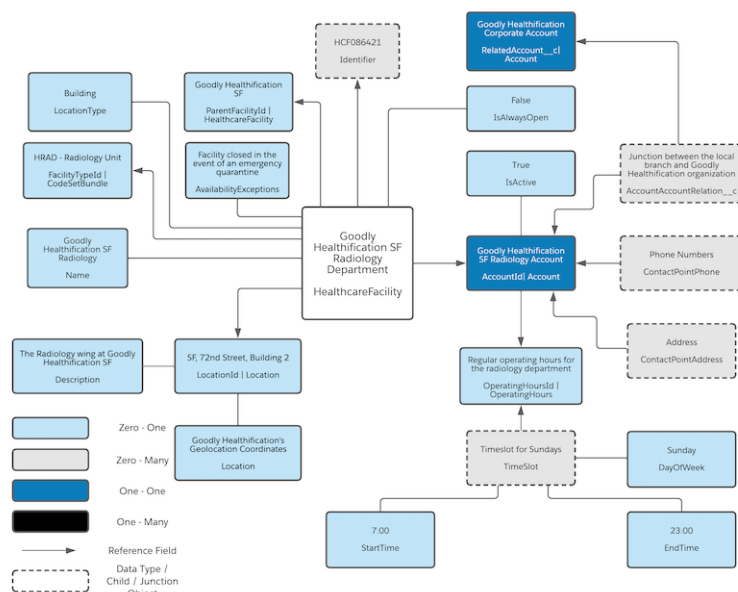 HCF086421
Identifier
Goodly Healthification
Corporate Account
RelatedAccount__c|
Account
Building
LocationType
Goodly Healthification
SF
ParentFacilityId |
HealthcareFacility
False
IsAlwaysOpen
HRAD - Radiology Unit
FacilityTypeId |
CodeSetBundle
Facility closed in the
event of an emergency
quarantine
AvailabilityExceptions
True
IsActive
Junction between the local
branch and Goodly
Healthification organization
AccountAccountRelation__c
Goodly
Healthification SF
Radiology
Name
Goodly
Healthification SF
Radiology
Department
HealthcareFacility
Goodly Healthification
SF Radiology Account
AccountId| Account
Phone Numbers
ContactPointPhone
Address
ContactPointAddress
The Radiology wing at Goodly
Healthification SF
Description
SF, 72nd Street, Building 2
LocationId | Location
Regular operating hours for
the radiology department
OperatingHoursId |
OperatingHours
Goodly Healthification's
Geolocation Coordinates
Location
Timeslot for Sundays
TimeSlot
Sunday
DayOfWeek
7:00
StartTime
23:00
EndTime
Zero - One
Zero - Many
One - One
One - Many
Reference Field
Data Type /
Child / Junction
Object